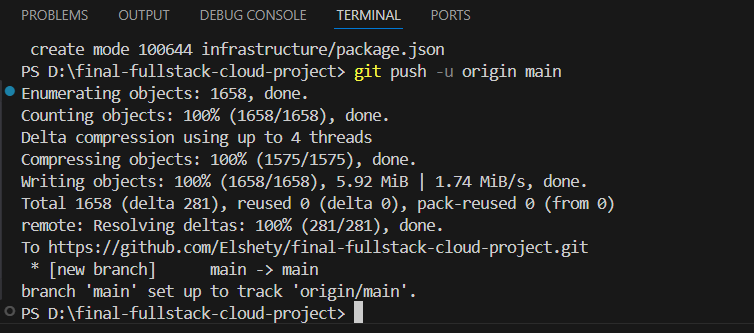 PROBLEMS OUTPUT DEBUG CONSOLE TERMINAL PORTS
create mode 100644 infrastructure/package.json
PS D:\final-fullstack-cloud-project> git push -u origin main
Enumerating objects: 1658, done.
Counting objects: 100% (1658/1658), done.
Delta compression using up to 4 threads
Compressing objects: 100% (1575/1575), done.
Writing objects: 100% (1658/1658), 5.92 MiB | 1.74 MiB/s, done.
Total 1658 (delta 281), reused 0 (delta 0), pack-reused 0 (from 0)
remote: Resolving deltas: 100% (281/281), done.
To https://github.com/Elshety/final-fullstack-cloud-project.git
* [new branch] main -> main
branch 'main' set up to track 'origin/main'.
PS D:\final-fullstack-cloud-project>